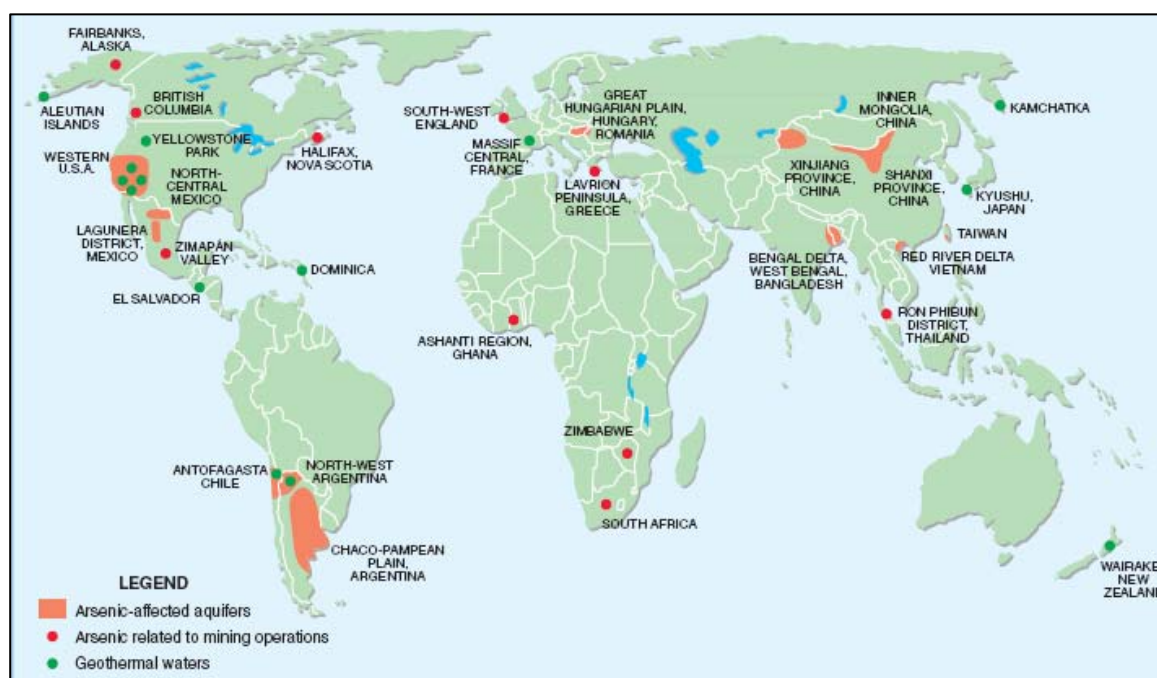 FAIRBANKS,
ALASKA
ALEUTIAN
ISLANDS
BRITISH
COLUMBIA
YELLOWSTONE
PARK
WESTERN
U.S.A.
NORTH-
CENTRAL
MEXICO
HALIFAX,
NOVA SCOTIA
LAGUNERA
DISTRICT,
MEXICO
ZIMAPÁN
VALLEY
DOMINICA
EL SALVADOR
SOUTH-WEST
ENGLAND
GREAT
HUNGARIAN PLAIN,
HUNGARY,
ROMANIA
MASSIF
CENTRAL,
FRANCE
LAVRION
PENINSULA,
GREECE
INNER
MONGOLIA,
CHINA
KAMCHATKA
XINJIANG
PROVINCE,
CHINA
SHANXI
PROVINCE,
CHINA
KYUSHU,
JAPAN
TAIWAN
BENGAL DELTA,
WEST BENGAL,
BANGLADESH
RED RIVER DELTA
VIETNAM
RON PHIBUN
DISTRICT,
THAILAND
ASHANTI REGION,
GHANA
ZIMBABWE
SOUTH AFRICA
ANTOFAGASTA
CHILE
NORTH-WEST
ARGENTINA
CHACO-PAMPEAN
PLAIN,
ARGENTINA
WAIRAKE
NEW
ZEALAND
LEGEND
Arsenic-affected aquifers
Arsenic related to mining operations
Geothermal waters